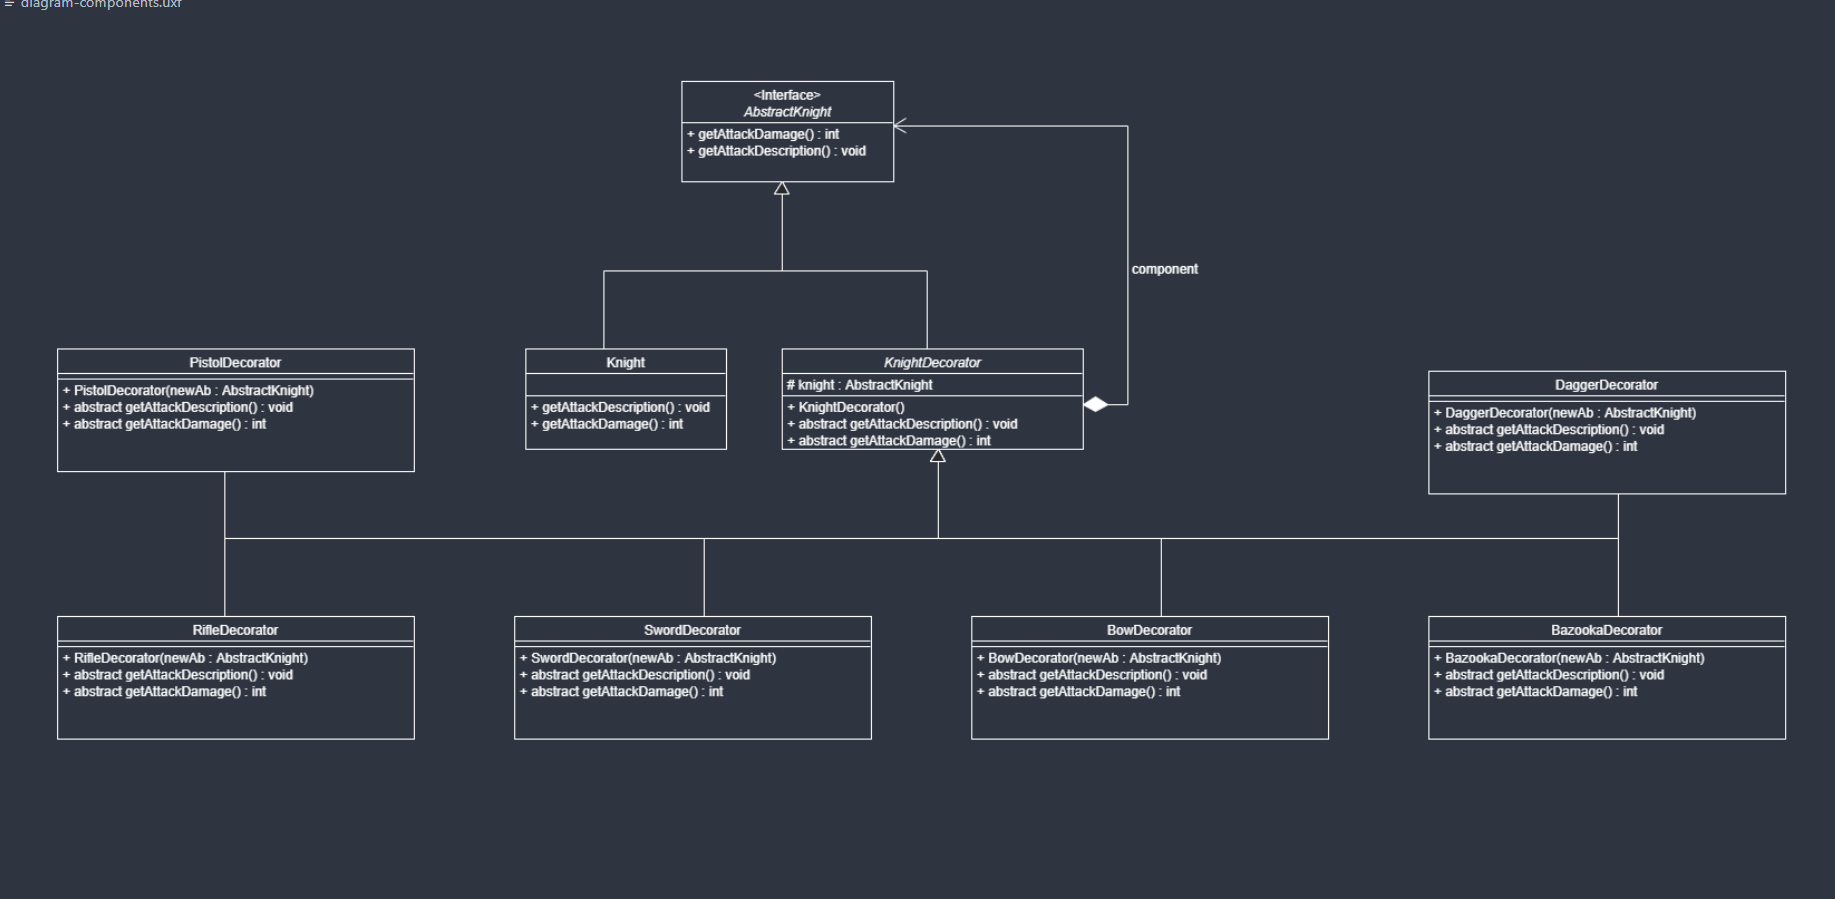 diagram-components.uxf
<Interface>
AbstractKnight
+ getAttackDamage() : int
+ getAttackDescription() : void
component
PistolDecorator
+ PistolDecorator(newAb : AbstractKnight)
+ abstract getAttackDescription() : void
+ abstract getAttackDamage() : int
Knight
+ getAttackDescription() : void
+ getAttackDamage() : int
KnightDecorator
# knight : AbstractKnight
+ KnightDecorator()
+ abstract getAttackDescription() : void
+ abstract getAttackDamage() : int
DaggerDecorator
+ DaggerDecorator(newAb : AbstractKnight)
+ abstract getAttackDescription() : void
+ abstract getAttackDamage() : int
RifleDecorator
+ RifleDecorator(newAb : AbstractKnight)
+ abstract getAttackDescription() : void
+ abstract getAttackDamage() : int
SwordDecorator
+ SwordDecorator(newAb : AbstractKnight)
+ abstract getAttackDescription() : void
+ abstract getAttackDamage() : int
BowDecorator
+ BowDecorator(newAb : AbstractKnight)
+ abstract getAttackDescription() : void
+ abstract getAttackDamage() : int
BazookaDecorator
+ BazookaDecorator(newAb : AbstractKnight)
+ abstract getAttackDescription() : void
+ abstract getAttackDamage() : int